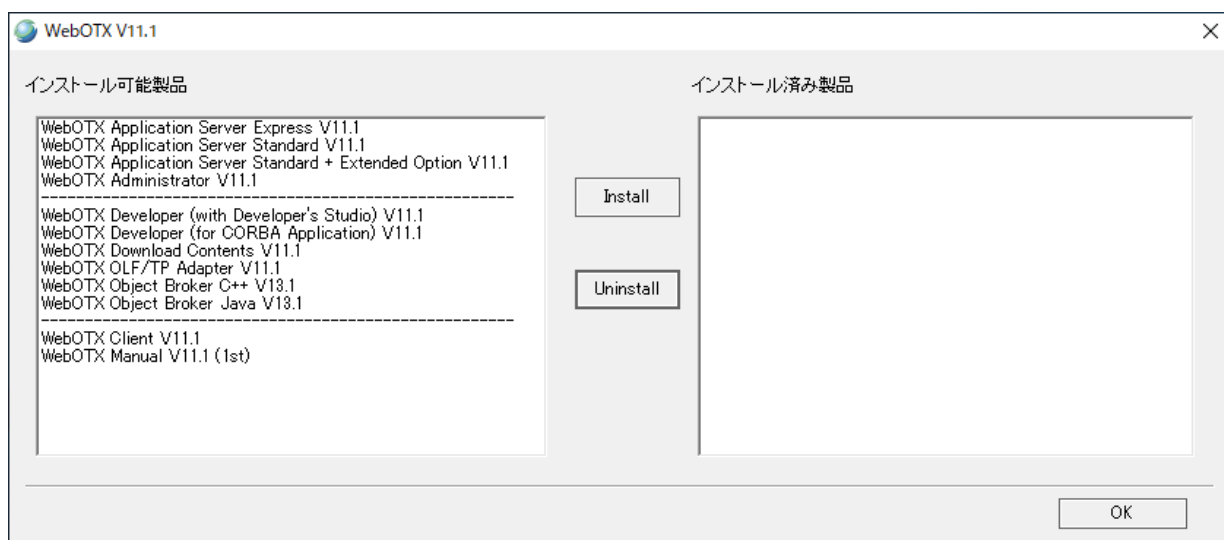 WebOTX V11.1
インストール可能製品
WebOTX Application Server Express V11.1
WebOTX Application Server Standard V11.1
WebOTX Application Server Standard + Extended Option V11.1
WebOTX Administrator V11.1
------------------------------------------------------
WebOTX Developer (with Developer's Studio) V11.1
WebOTX Developer (for CORBA Application) V11.1
WebOTX Download Contents V11.1
WebOTX OLF/TP Adapter V11.1
WebOTX Object Broker C++ V13.1
WebOTX Object Broker Java V13.1
------------------------------------------------------
WebOTX Client V11.1
WebOTX Manual V11.1 (1st)
Install
Uninstall
インストール済み製品
OK